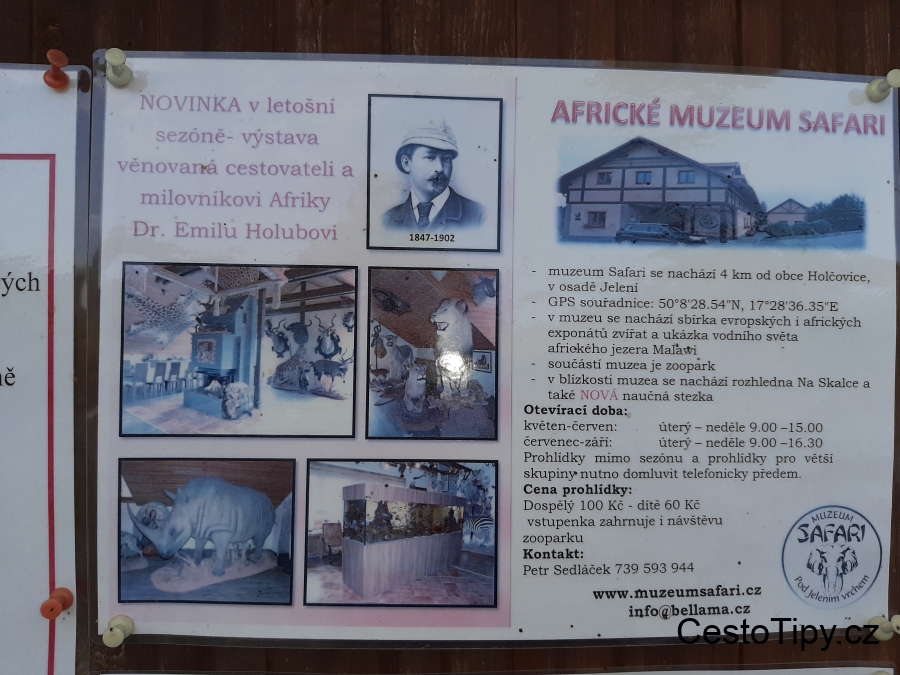 ých
ně
NOVINKA v letošní
sezóně- výstava
věnovaná cestovateli a
milovníkovi Afriky
Dr. Emilu Holubovi
1847-1902
AFRICKÉ MUZEUM SAFARI
- muzeum Safari se nachází 4 km od obce Holčovice,
v osadě Jelení
- GPS souřadnice: 50°8'28.54"N, 17°28'36.35"E
- v muzeu se nachází sbírka evropských i afrických
exponátů zvířat a ukázka vodního světa
afrického jezera Malawi
- součástí muzea je zoopark
- v blízkosti muzea se nachází rozhledna Na Skalce a
také NOVÁ naučná stezka
Otevírací doba:
květen-červen: úterý – neděle 9.00 –15.00
červenec-září: úterý – neděle 9.00 –16.30
Prohlídky mimo sezónu a prohlídky pro větší
skupiny nutno domluvit telefonicky předem.
Cena prohlídky:
Dospělý 100 Kč - dítě 60 Kč
vstupenka zahrnuje i návštěvu
zooparku
Kontakt:
Petr Sedláček 739 593 944
www.muzeumsafari.cz
info@bellama.cz
MUZEUM
SAFARI
Pod Jelením vrchem
CestoTipy.cz